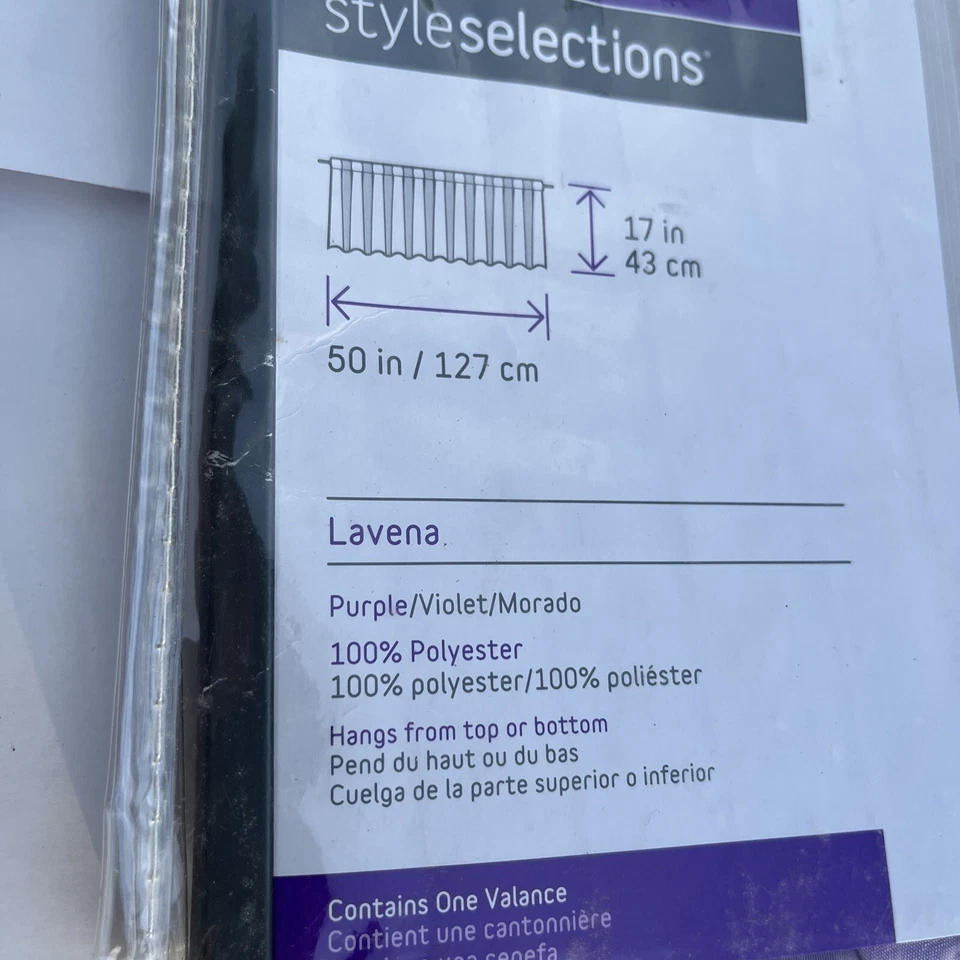 styleselections
17 in
43 cm
50 in / 127 cm
Lavena
Purple/Violet/Morado
100% Polyester
100% polyester/100% poliéster
Hangs from top or bottom
Pend du haut ou du bas
Cuelga de la parte superior o inferior
Contains One Valance
Contient une cantonnière
una cenefa